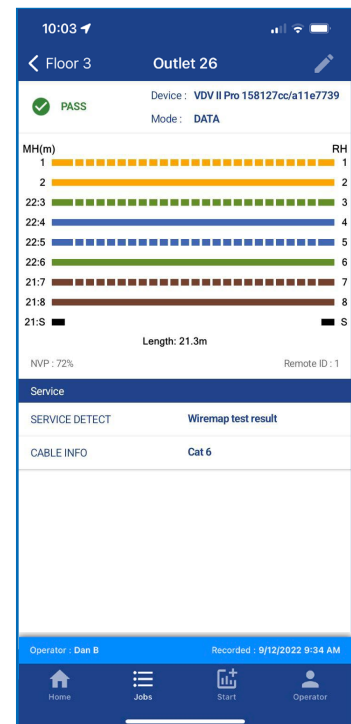 10:03
Floor 3 Outlet 26
PASS
Device : VDV II Pro 158127cc/a11e7739
Mode : DATA
MH(m) RH
1 1
2 2
22:3 3
22:4 4
22:5 5
22:6 6
21:7 7
21:8 8
21:S S
Length: 21.3m
NVP : 72% Remote ID : 1
Service
SERVICE DETECT Wiremap test result
CABLE INFO Cat 6
Operator : Dan B Recorded : 9/12/2022 9:34 AM
Home Jobs Start Operator